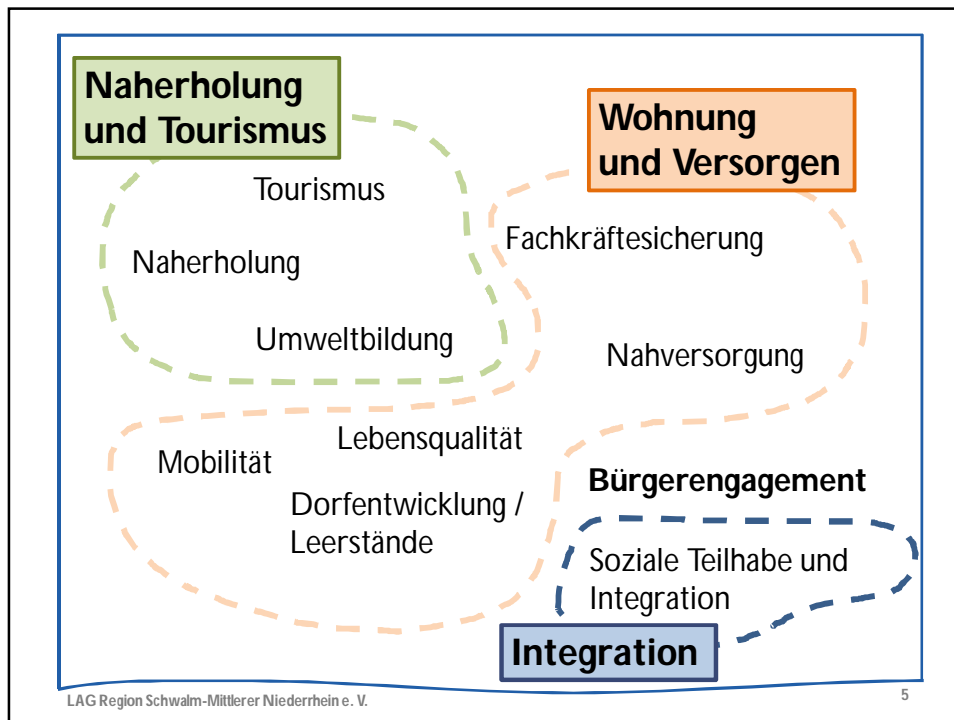 Naherholung
und Tourismus
Wohnung
und Versorgen
Tourismus
Fachkräftesicherung
Naherholung
Umweltbildung
Nahversorgung
Lebensqualität
Mobilität
Bürgerengagement
Dorfentwicklung /
Leerstände
Soziale Teilhabe und
Integration
Integration
LAG Region Schwalm-Mittlerer Niederrhein e. V.
5